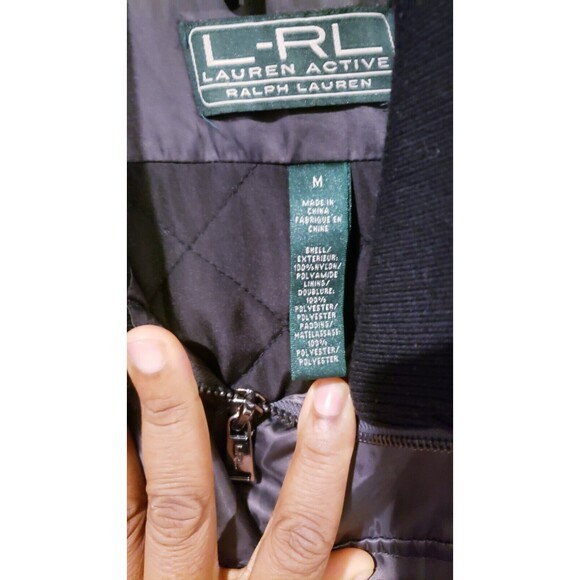 L-RL
LAUREN ACTIVE
RALPH LAUREN
M
MADE IN
CHINA
FABRIQUÉ EN
CHINE
SHELL/
EXTERIEUR:
100%NYLON/
POLYAMIDE
LINING/
DOUBLURE:
100%
POLYESTER/
POLYESTER
PADDING/
MATELASSAGE:
100%
POLYESTER/
POLYESTER